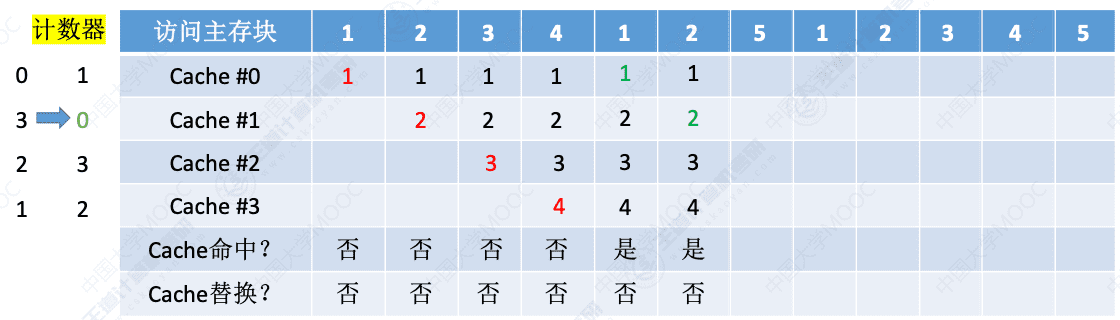 计数器 访问主存块 1 2 3 4 1 2 5 1 2 3 4 5
0 1 Cache #0 1 1 1 1 1 1
3 0 Cache #1 2 2 2 2 2
2 3 Cache #2 3 3 3 3
1 2 Cache #3 4 4 4
Cache命中? 否 否 否 否 是 是
Cache替换? 否 否 否 否 否 否